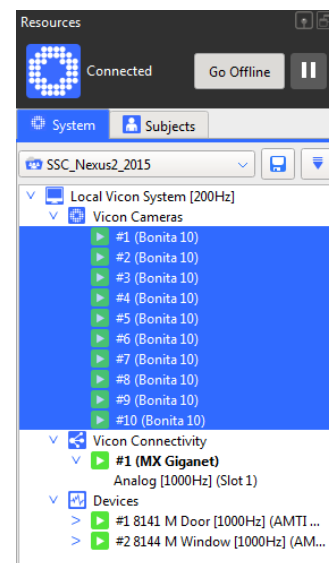 Resources
Connected
Go Offline
System
Subjects
SSC_Nexus2_2015
Local Vicon System [200Hz]
Vicon Cameras
#1 (Bonita 10)
#2 (Bonita 10)
#3 (Bonita 10)
#4 (Bonita 10)
#5 (Bonita 10)
#6 (Bonita 10)
#7 (Bonita 10)
#8 (Bonita 10)
#9 (Bonita 10)
#10 (Bonita 10)
Vicon Connectivity
#1 (MX Giganet)
Analog [1000Hz] (Slot 1)
Devices
#1 8141 M Door [1000Hz] (AMTI ...
#2 8144 M Window [1000Hz] (AM...